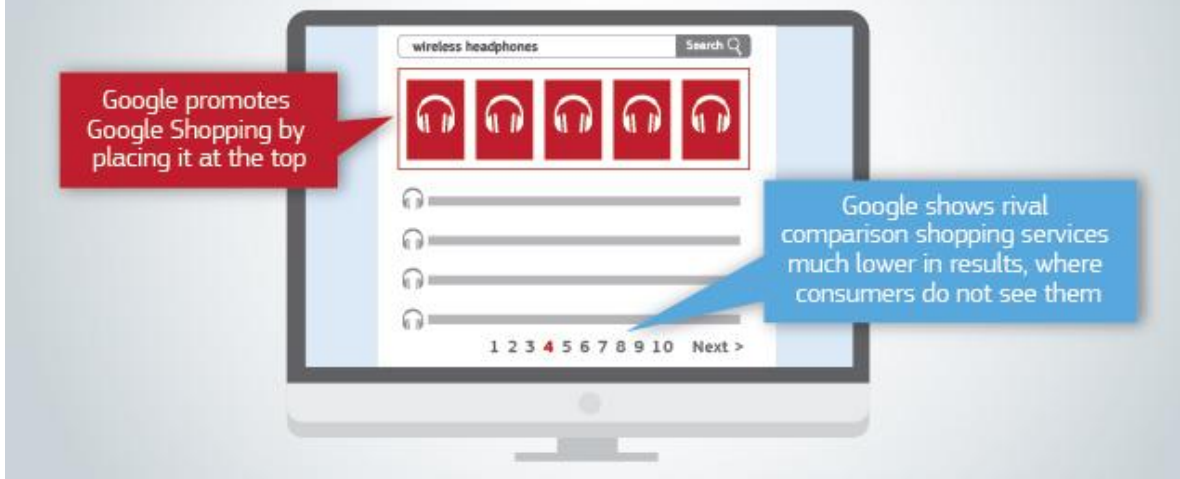 wireless headphones Search
Google promotes
Google Shopping by
placing it at the top
Google shows rival
comparison shopping services
much lower in results, where
consumers do not see them
1 2 3 4 5 6 7 8 9 10 Next >